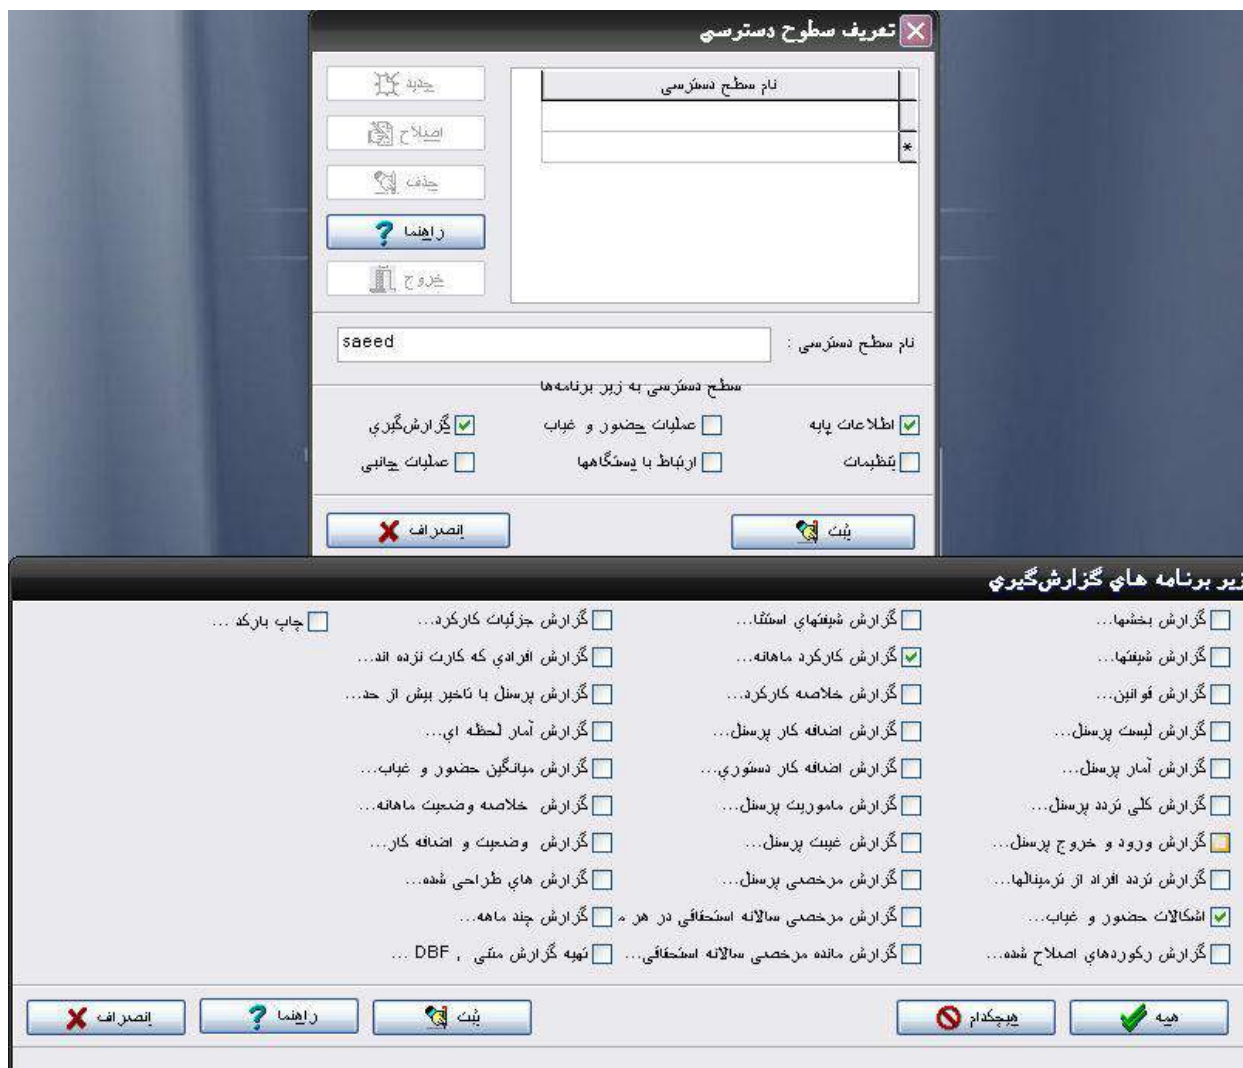 تعریف سطوح دسترسی
نام سطح دسترسی
*
جدید
اصلاح
حذف
راهنما
خروج
نام سطح دسترسی :
saeed
سطح دسترسی به زیر برنامه‌ها
اطلاعات پایه
عملیات حضور و غیاب
گزارش‌گیری
تنظیمات
ارتباط با دستگاهها
عملیات جانبی
ثبت
انصراف
زیر برنامه های گزارش‌گیری
گزارش بخشها...
گزارش شیفتها...
گزارش قوانین...
گزارش لیست پرسنل...
گزارش آمار پرسنل...
گزارش کلی تردد پرسنل...
گزارش ورود و خروج پرسنل...
گزارش تردد افراد از ترمینالها...
اشکالات حضور و غیاب...
گزارش رکوردهای اصلاح شده...
گزارش شیفتهای استثنا...
گزارش کارکرد ماهانه...
گزارش خلاصه کارکرد...
گزارش اضافه کار پرسنل...
گزارش اضافه کار دستوری...
گزارش ماموریت پرسنل...
گزارش غیبت پرسنل...
گزارش مرخصی پرسنل...
گزارش مرخصی سالانه استحقاقی در هر م
گزارش مانده مرخصی سالانه استحقاقی...
گزارش جزئیات کارکرد...
گزارش افرادی که کارت نزده اند...
گزارش پرسنل با تاخیر بیش از حد...
گزارش آمار لحظه ای...
گزارش میانگین حضور و غیاب...
گزارش خلاصه وضعیت ماهانه...
گزارش وضعیت و اضافه کار...
گزارش های طراحی شده...
گزارش چند ماهه...
تهیه گزارش متنی , DBF ...
چاپ بارکد ...
همه
هیچکدام
ثبت
راهنما
انصراف